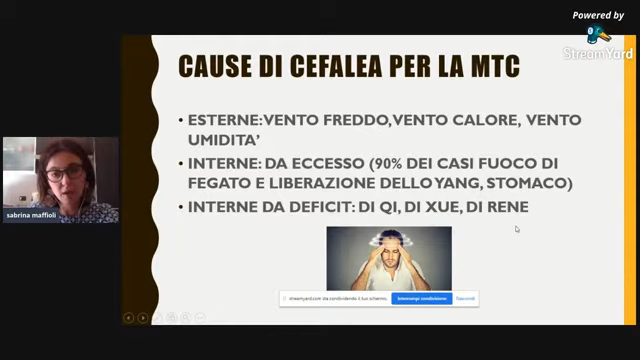 Powered by
StreamYard
CAUSE DI CEFALEA PER LA MTC
• ESTERNE: VENTO FREDDO, VENTO CALORE, VENTO
UMIDITA'
• INTERNE: DA ECCESSO (90% DEI CASI FUOCO DI
FEGATO E LIBERAZIONE DELLO YANG, STOMACO)
• INTERNE DA DEFICIT: DI QI, DI XUE, DI RENE
sabrina maffioli
streamyard.com sta condividendo il tuo schermo.
Interrompi condivisione
Nascondi